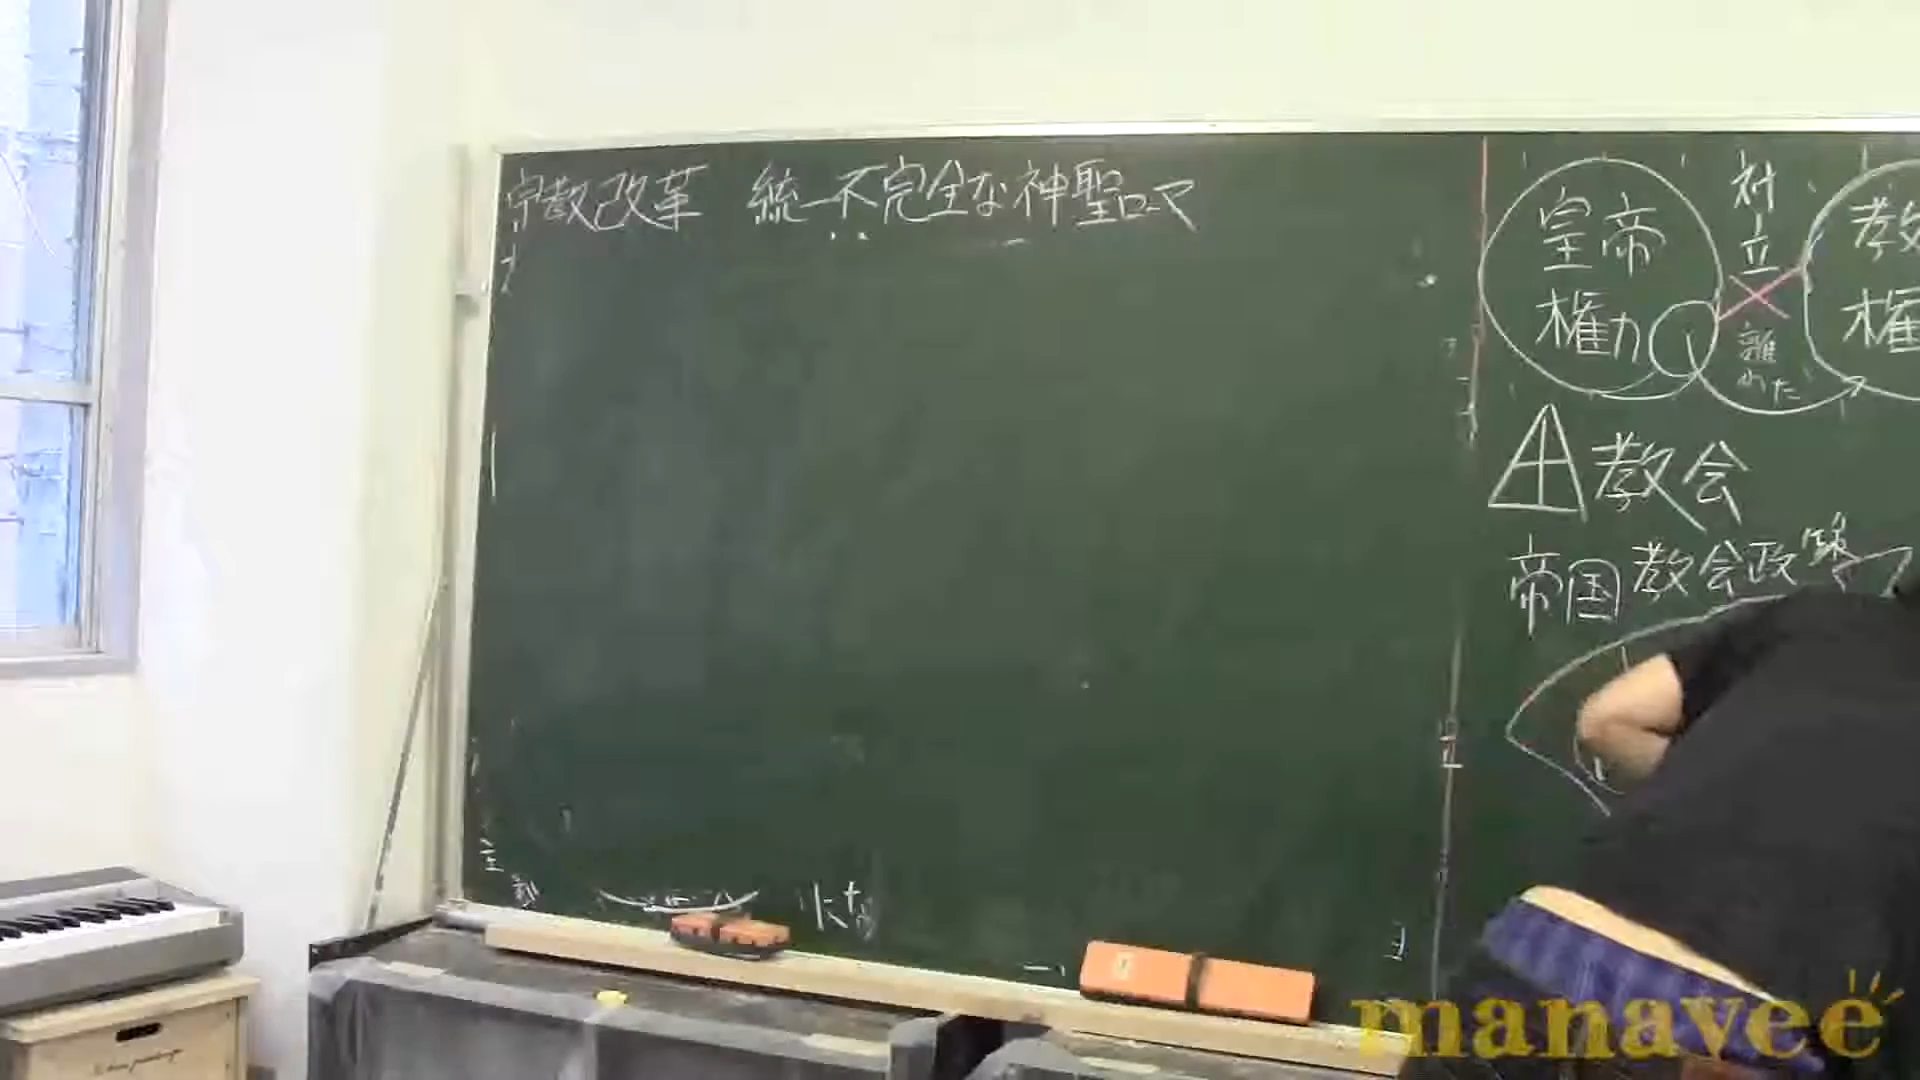 宗教改革 統一不完全な神聖ローマ
皇帝
権力
対立
離れた
教
権
教会
帝国教会政策
manavee